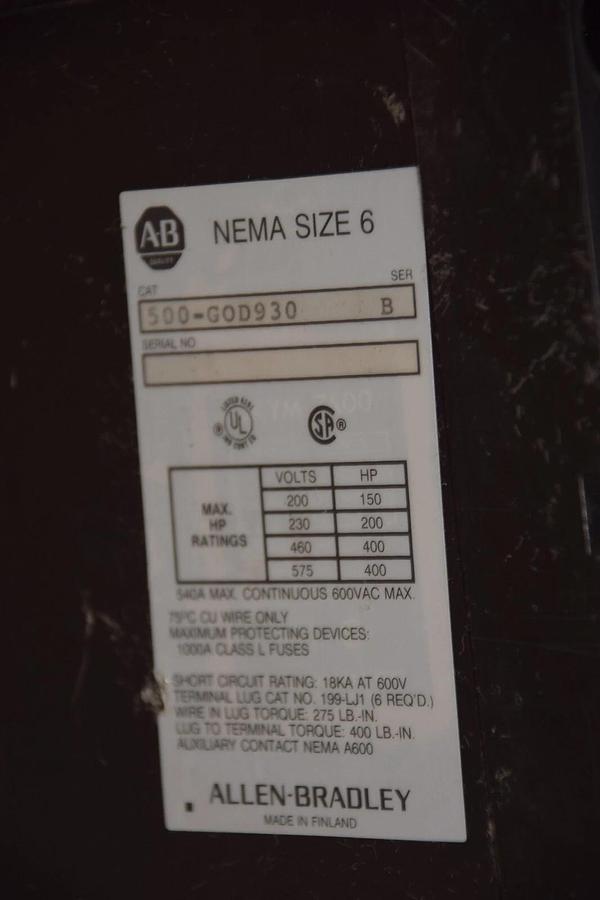 A-B
QUALITY
NEMA SIZE 6
CAT
SER
500-GOD930 B
SERIAL NO
UL
SA ®
MAX. HP RATINGS
VOLTS HP
200 150
230 200
460 400
575 400
540A MAX. CONTINUOUS 600VAC MAX.
75°C CU WIRE ONLY
MAXIMUM PROTECTING DEVICES:
1000A CLASS L FUSES
SHORT CIRCUIT RATING: 18KA AT 600V
TERMINAL LUG CAT NO. 199-LJ1 (6 REQ'D.)
WIRE IN LUG TORQUE: 275 LB.-IN.
LUG TO TERMINAL TORQUE: 400 LB.-IN.
AUXILIARY CONTACT NEMA A600
ALLEN-BRADLEY
MADE IN FINLAND